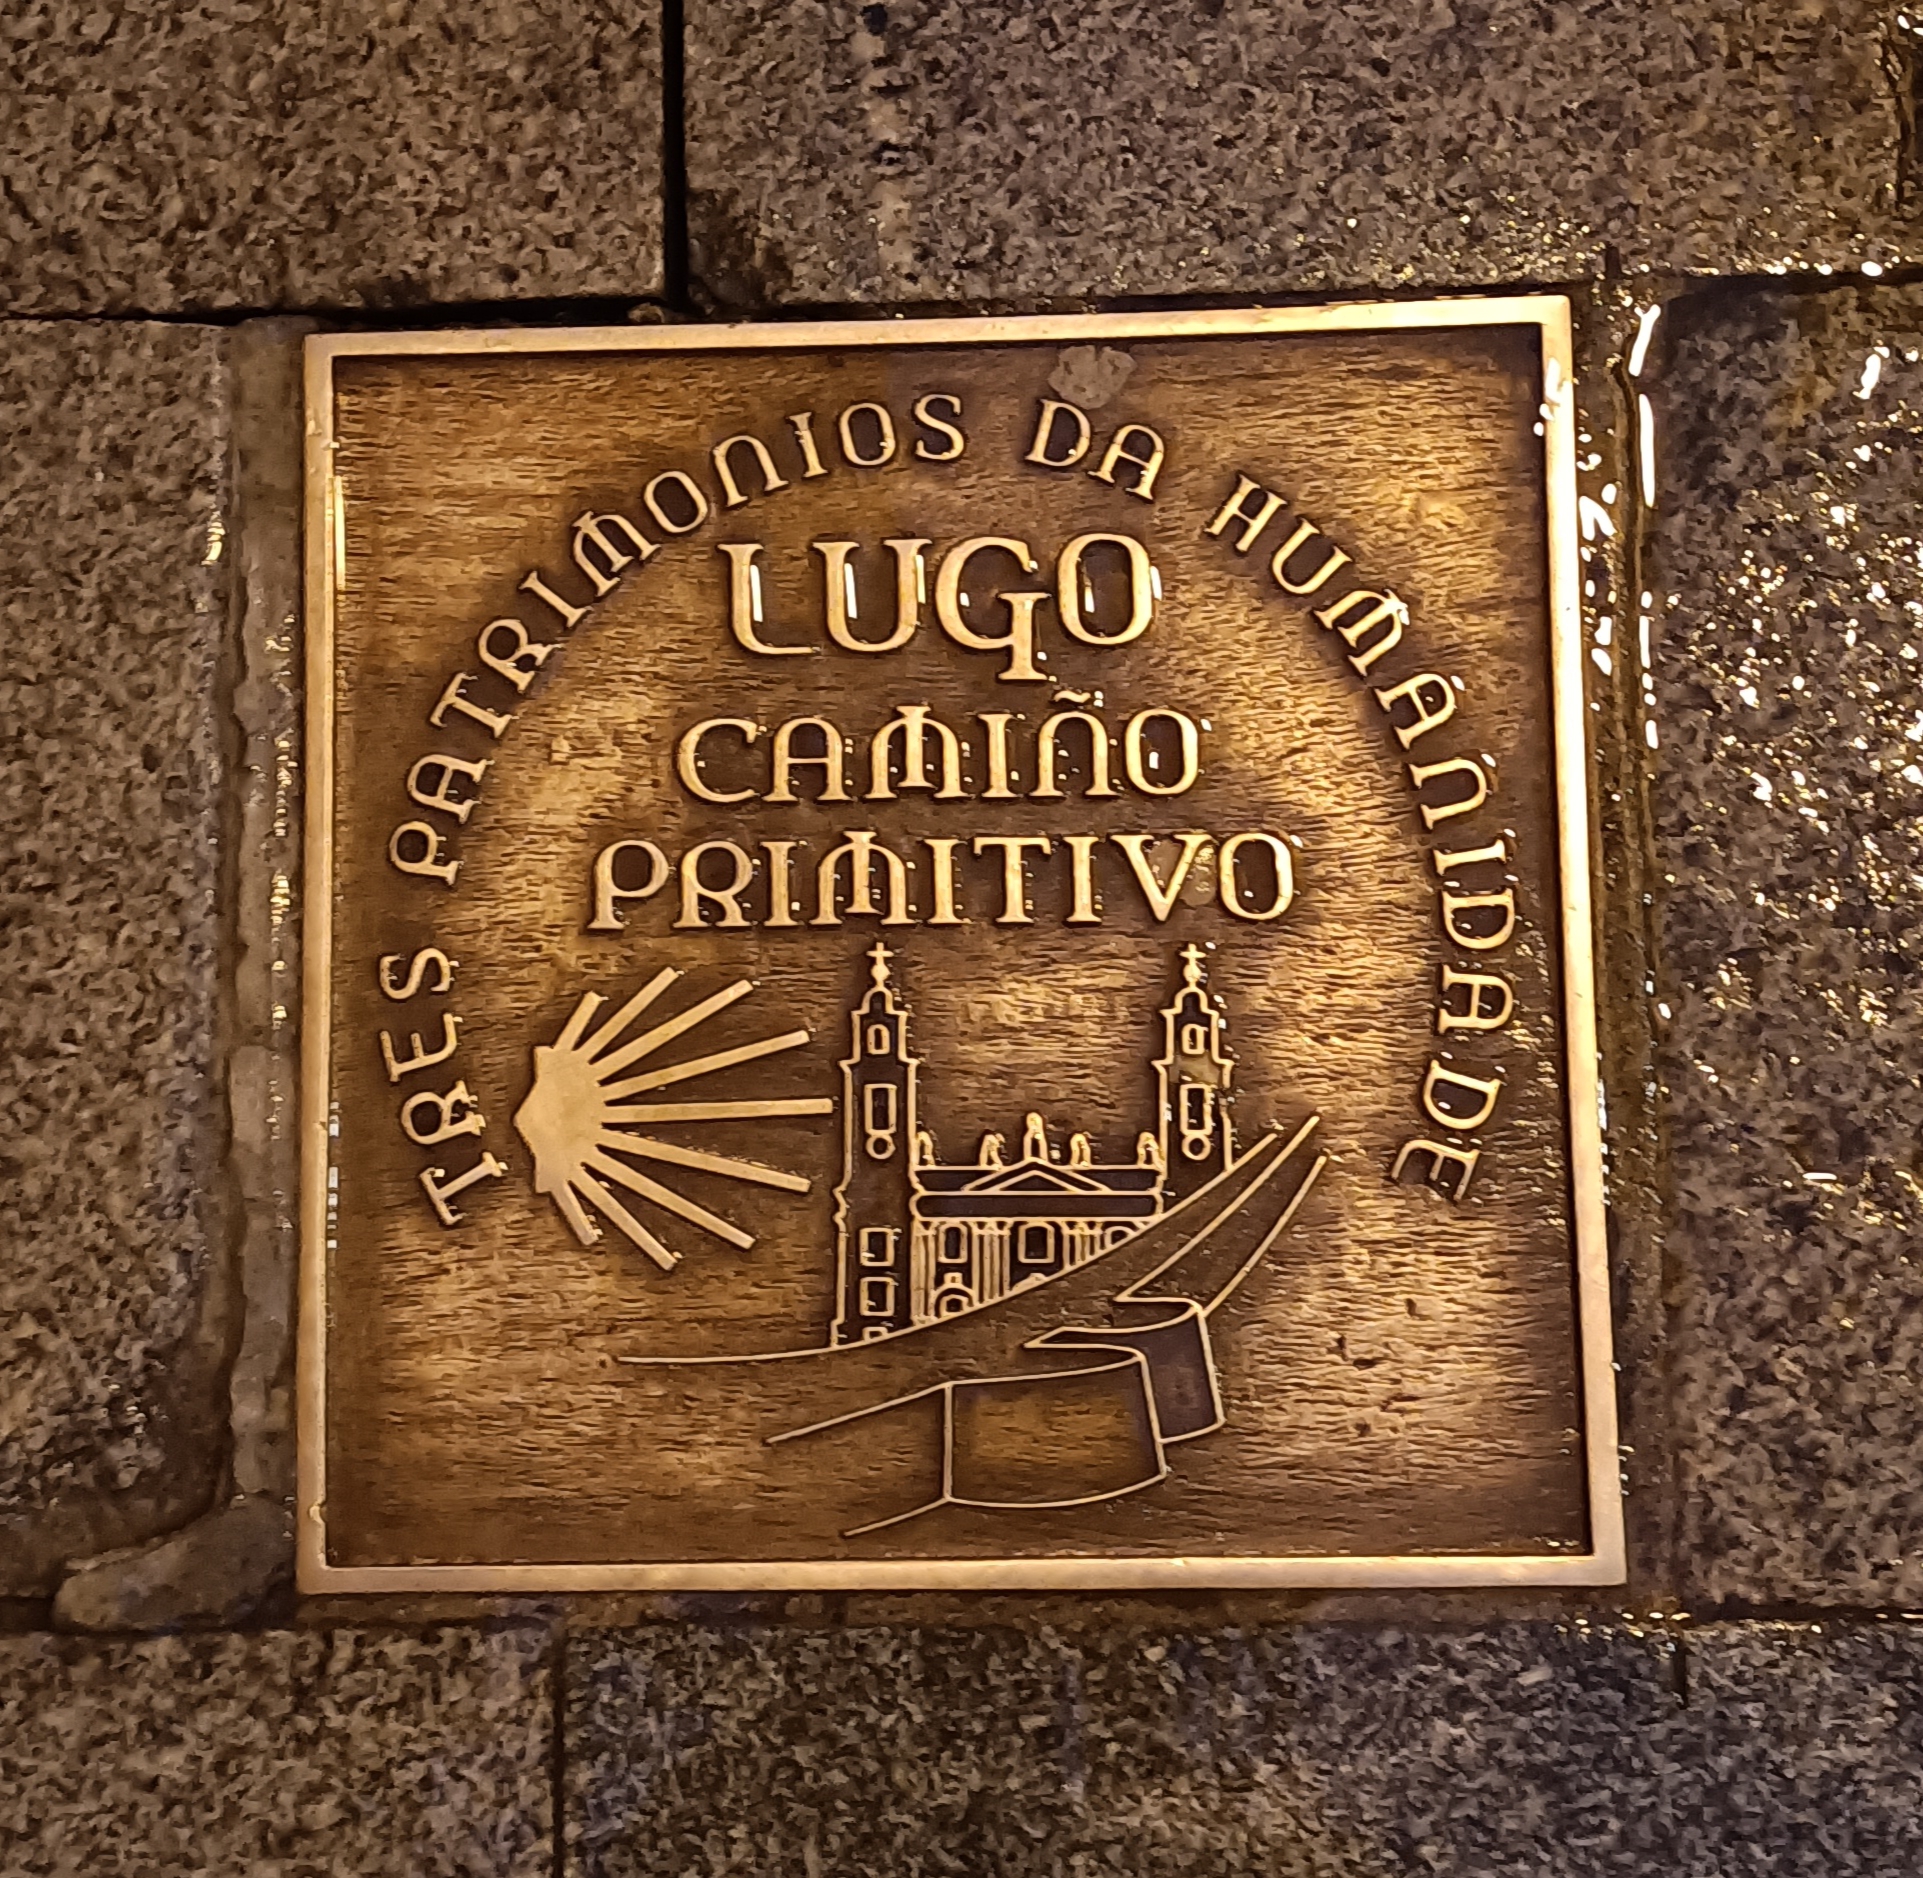 TRES PATRIMONIOS DA HUMANIDADE
LUGO
CAMIÑO
PRIMITIVO